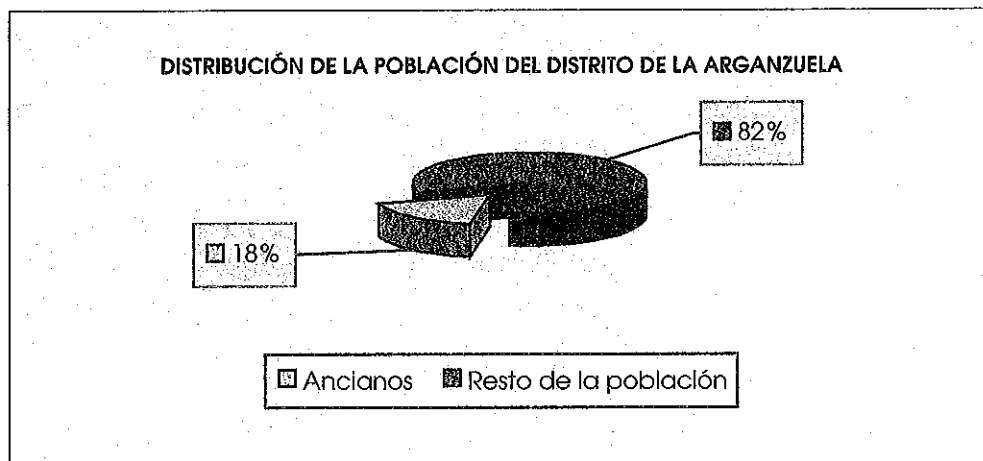 DISTRIBUCIÓN DE LA POBLACIÓN DEL DISTRITO DE LA ARGANZUELA
82%
18%
Ancianos Resto de la población